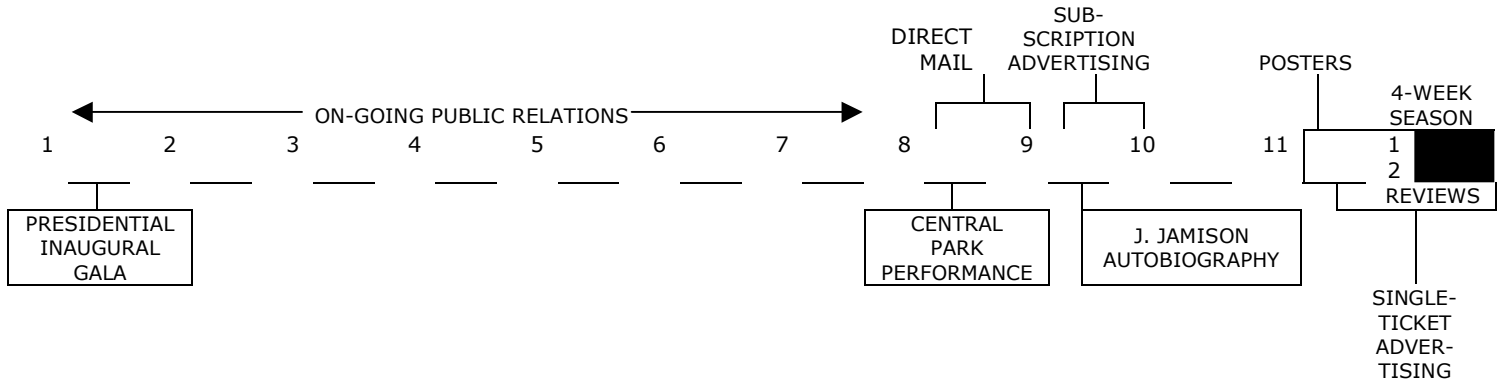 SUB-
SCRIPTION
ADVERTISING
DIRECT
MAIL
POSTERS
4-WEEK
SEASON
ON-GOING PUBLIC RELATIONS
1 2 3 4 5 6 7 8 9 10 11 1
2
REVIEWS
PRESIDENTIAL
INAUGURAL
GALA
CENTRAL
PARK
PERFORMANCE
J. JAMISON
AUTOBIOGRAPHY
SINGLE-
TICKET
ADVER-
TISING